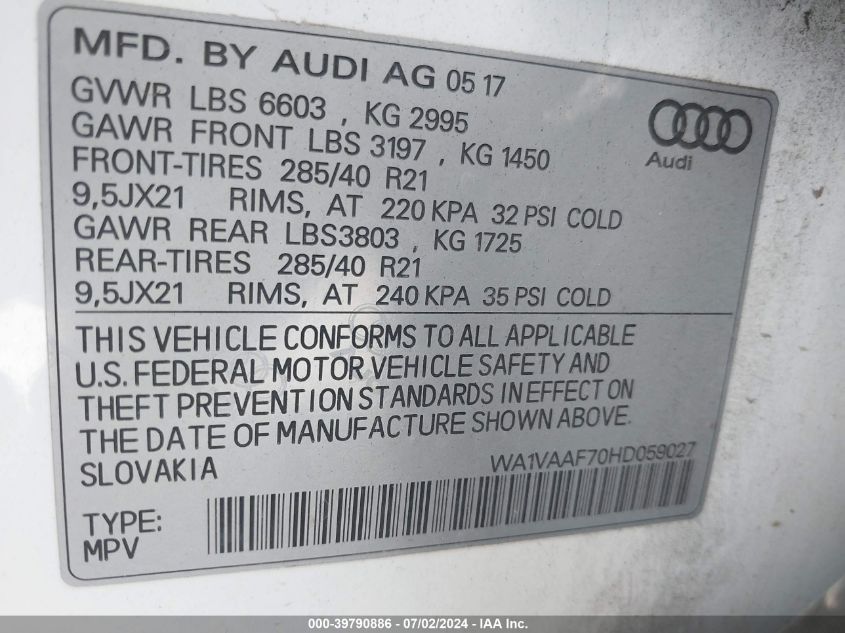 MFD. BY AUDI AG 05 17
GVWR LBS 6603 , KG 2995
GAWR FRONT LBS 3197 , KG 1450
FRONT-TIRES 285/40 R21
9,5JX21 RIMS, AT 220 KPA 32 PSI COLD
GAWR REAR LBS3803 , KG 1725
REAR-TIRES 285/40 R21
9,5JX21 RIMS, AT 240 KPA 35 PSI COLD
Audi
THIS VEHICLE CONFORMS TO ALL APPLICABLE
U.S. FEDERAL MOTOR VEHICLE SAFETY AND
THEFT PREVENTION STANDARDS IN EFFECT ON
THE DATE OF MANUFACTURE SHOWN ABOVE.
SLOVAKIA WA1VAAF70HD059027
TYPE:
MPV
000-39790886 - 07/02/2024 - IAA Inc.